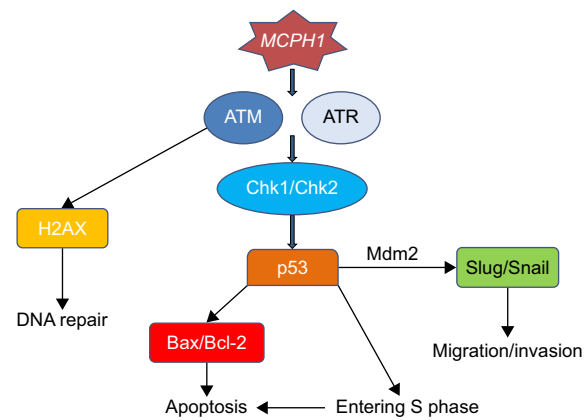 MCPH1
ATM
ATR
Chk1/Chk2
H2AX
p53
Mdm2
Slug/Snail
DNA repair
Bax/Bcl-2
Migration/invasion
Apoptosis
Entering S phase